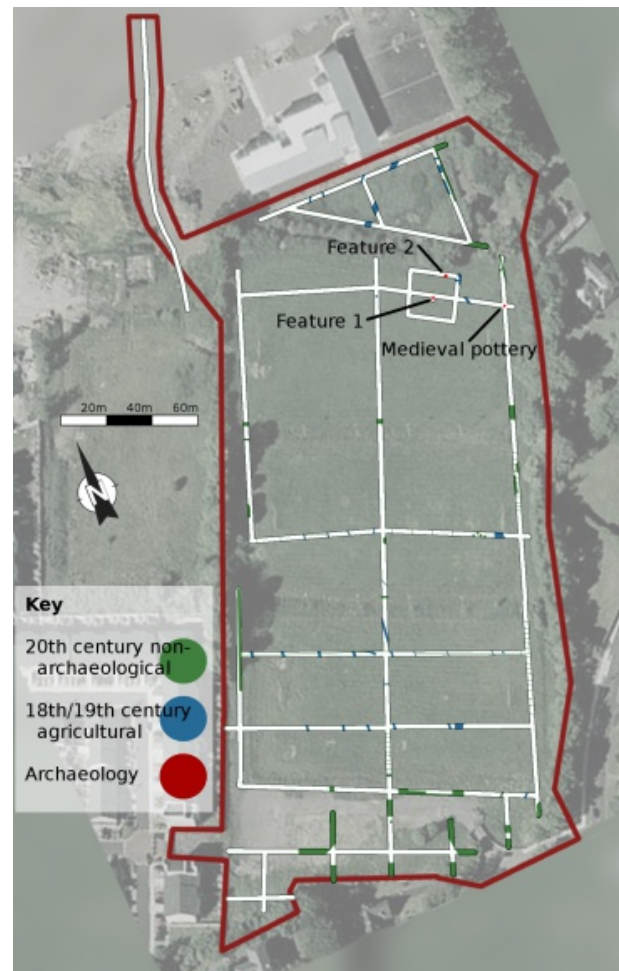 Feature 2
Feature 1
Medieval pottery
20m 40m 60m
N
Key
20th century non-
archaeological
18th/19th century
agricultural
Archaeology